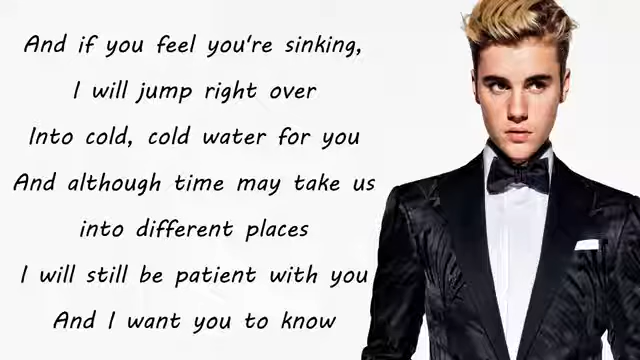 And if you feel you're sinking,
I will jump right over
Into cold, cold water for you
And although time may take us
into different places
I will still be patient with you
And I want you to know